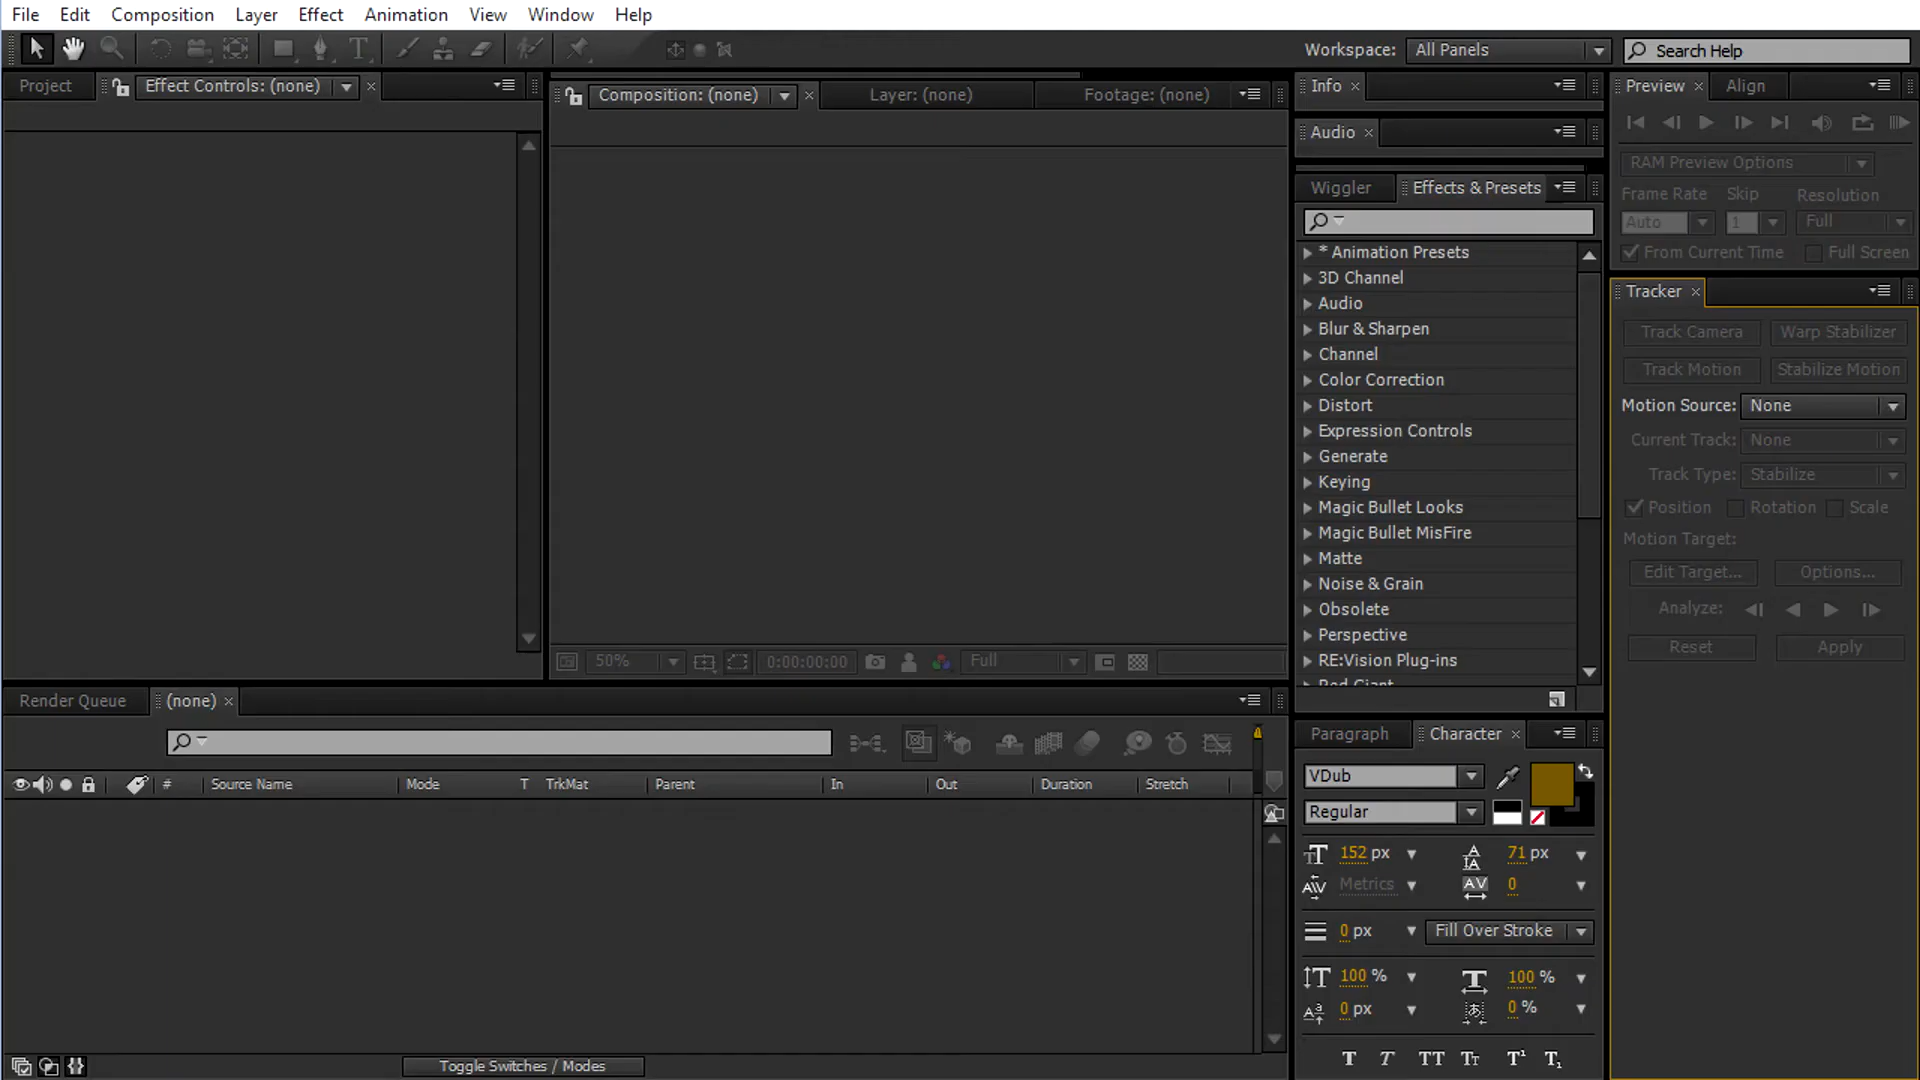 File Edit Composition Layer Effect Animation View Window Help
Workspace: All Panels Search Help
Project Effect Controls: (none)
Composition: (none) Layer: (none) Footage: (none)
Info
Audio
Wiggler Effects & Presets
* Animation Presets
3D Channel
Audio
Blur & Sharpen
Channel
Color Correction
Distort
Expression Controls
Generate
Keying
Magic Bullet Looks
Magic Bullet MisFire
Matte
Noise & Grain
Obsolete
Perspective
RE:Vision Plug-ins
Red Giant
Preview Align
RAM Preview Options
Frame Rate Skip Resolution
Auto 1 Full
From Current Time Full Screen
Tracker
Track Camera Warp Stabilizer
Track Motion Stabilize Motion
Motion Source: None
Current Track: None
Track Type: Stabilize
Position Rotation Scale
Motion Target:
Edit Target... Options...
Analyze:
Reset Apply
50% 0:00:00:00 Full
Render Queue (none)
# Source Name Mode T TrkMat Parent In Out Duration Stretch
Toggle Switches / Modes
Paragraph Character
VDub
Regular
152 px 71 px
Metrics 0
0 px Fill Over Stroke
100 % 100 %
0 px 0 %
T T TT Tt T¹ T₁